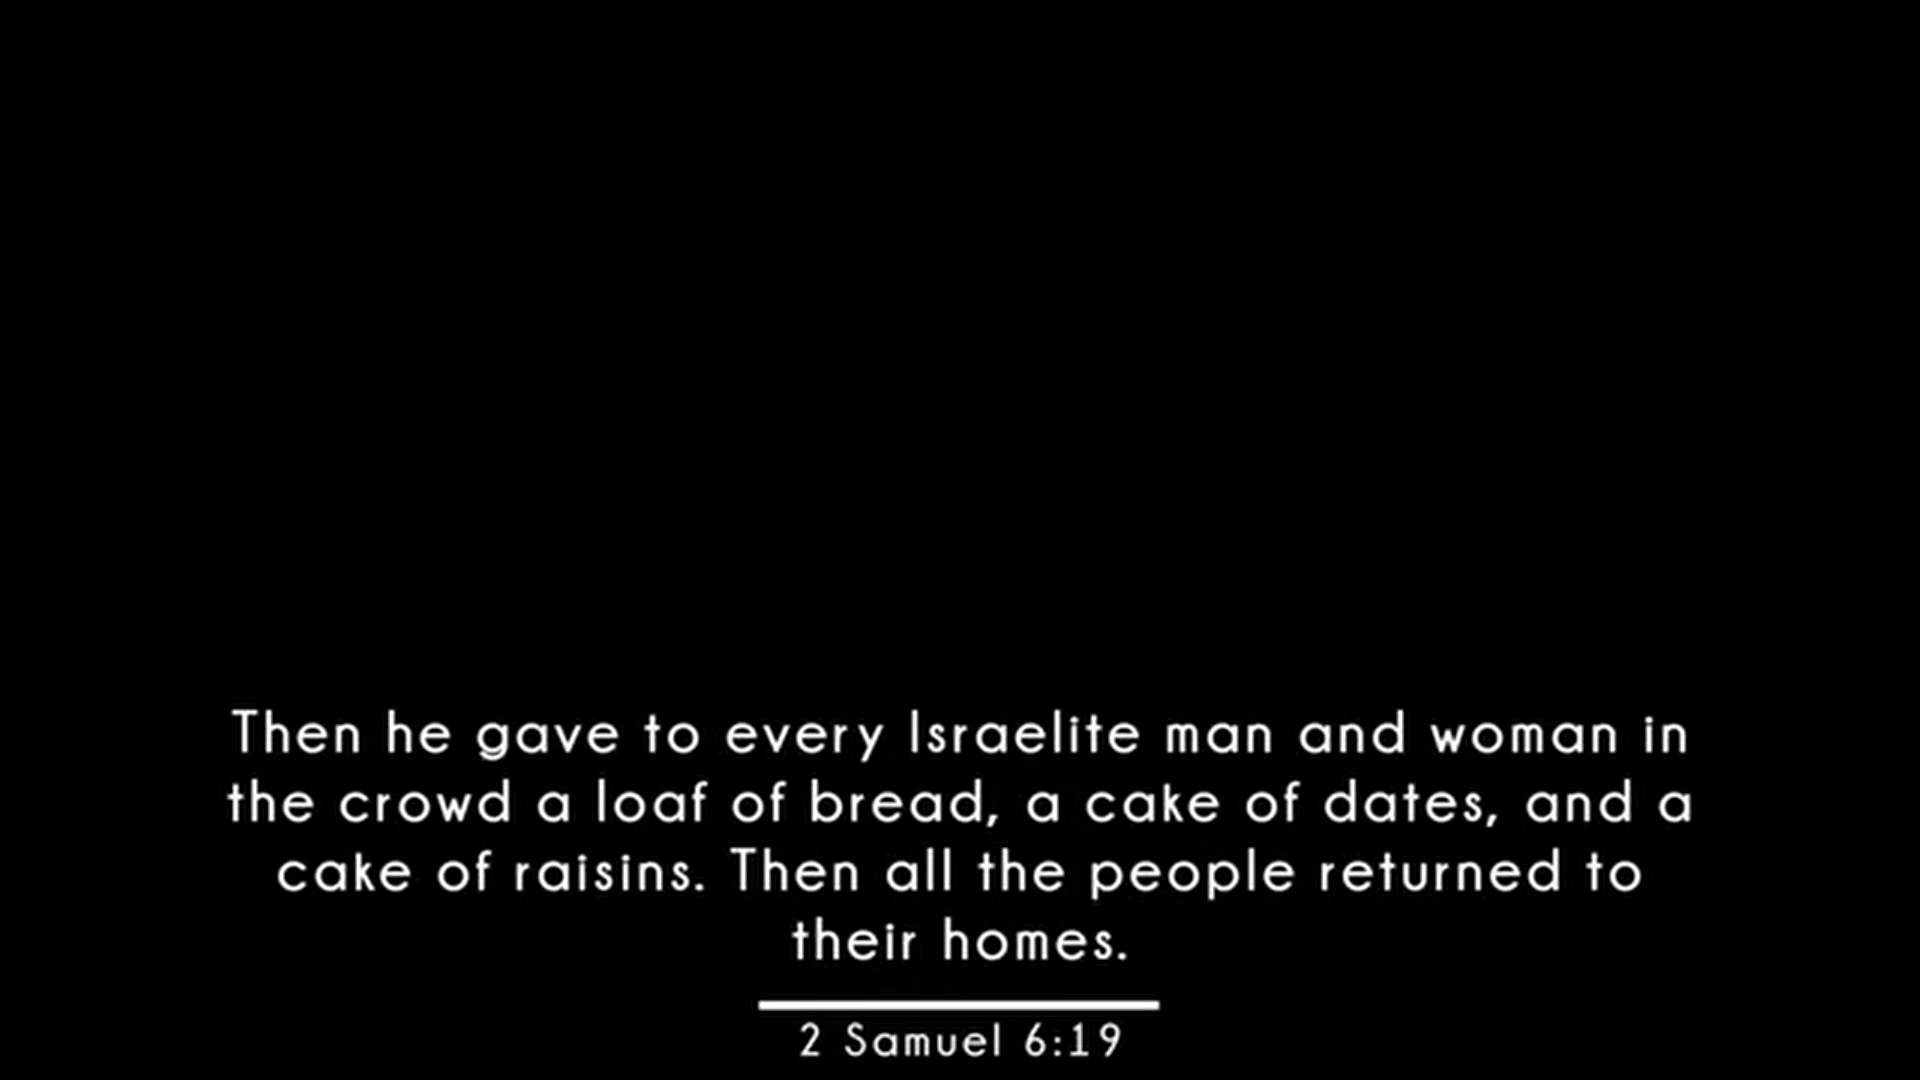 Then he gave to every Israelite man and woman in
the crowd a loaf of bread, a cake of dates, and a
cake of raisins. Then all the people returned to
their homes.
2 Samuel 6:19